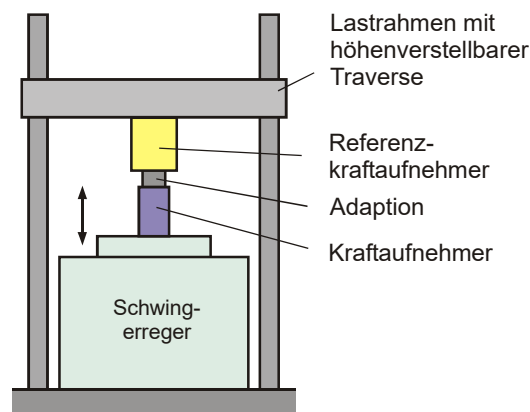 Lastrahmen mit
höhenverstellbarer
Traverse
Referenz-
kraftaufnehmer
Adaption
Kraftaufnehmer
Schwing-
erreger